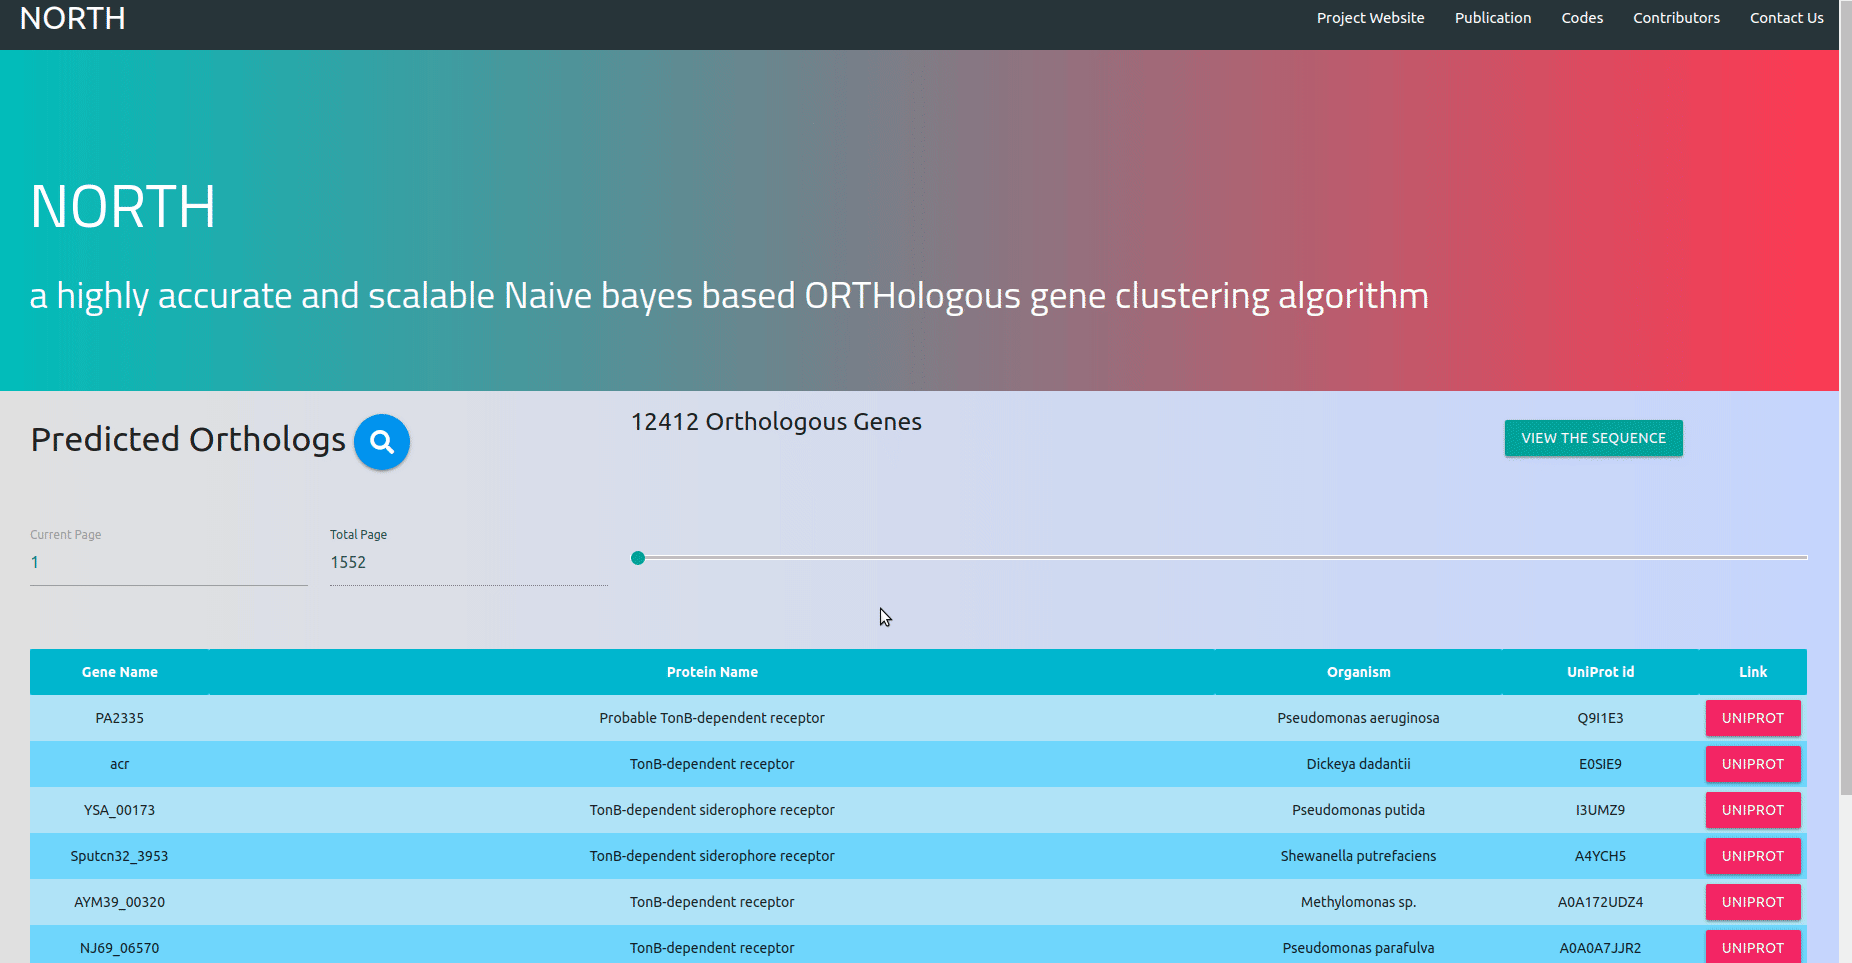 NORTH
Project Website Publication Codes Contributors Contact Us
NORTH
a highly accurate and scalable Naive bayes based ORTHologous gene clustering algorithm
Predicted Orthologs
12412 Orthologous Genes
VIEW THE SEQUENCE
Current Page
1
Total Page
1552
Gene Name Protein Name Organism UniProt id Link
PA2335 Probable TonB-dependent receptor Pseudomonas aeruginosa Q9I1E3 UNIPROT
acr TonB-dependent receptor Dickeya dadantii E0SIE9 UNIPROT
YSA_00173 TonB-dependent siderophore receptor Pseudomonas putida I3UMZ9 UNIPROT
Sputcn32_3953 TonB-dependent siderophore receptor Shewanella putrefaciens A4YCH5 UNIPROT
AYM39_00320 TonB-dependent receptor Methylomonas sp. A0A172UDZ4 UNIPROT
NJ69_06570 TonB-dependent receptor Pseudomonas parafulva A0A0A7JJR2 UNIPROT